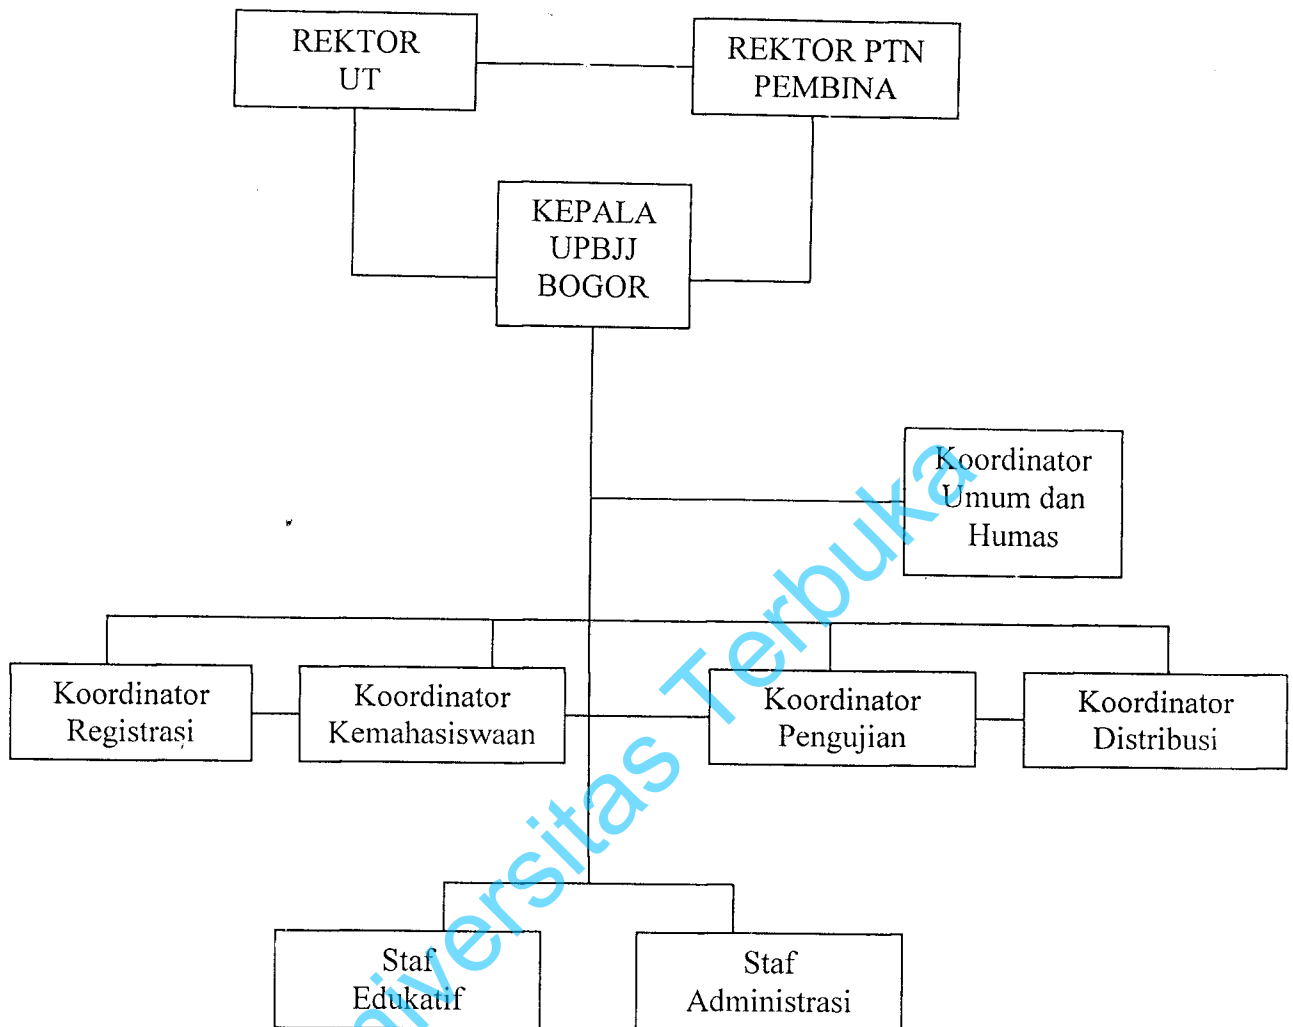 REKTOR
UT
REKTOR PTN
PEMBINA
KEPALA
UPBJJ
BOGOR
Koordinator
Umum dan
Humas
Koordinator
Registrasi
Koordinator
Kemahasiswaan
Koordinator
Pengujian
Koordinator
Distribusi
Staf
Edukatif
Staf
Administrasi
niversitas Terbuka